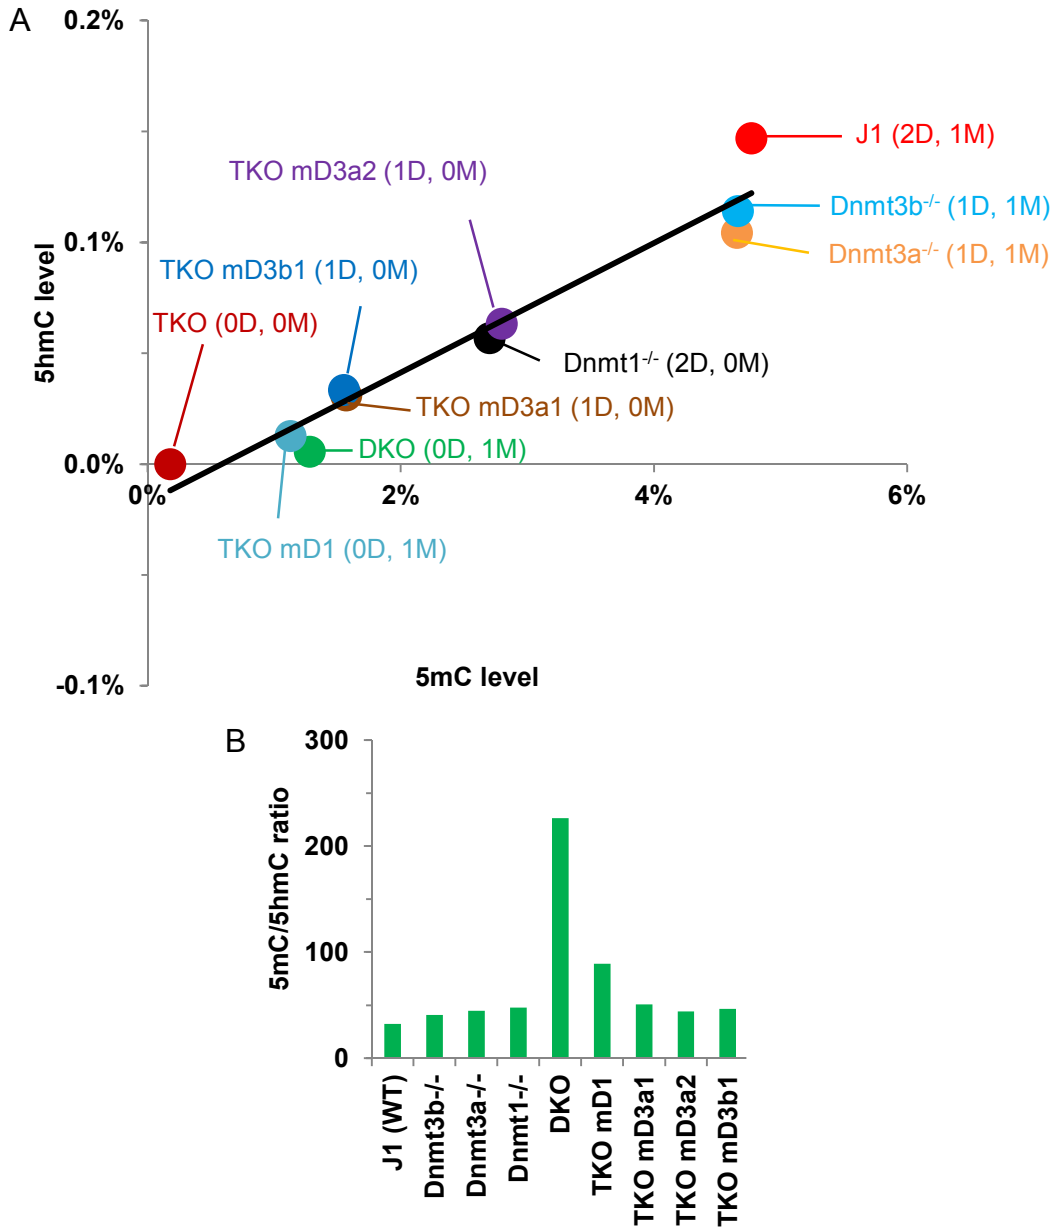 A
0.2%
J1 (2D, 1M)
TKO mD3a2 (1D, 0M)
Dnmt3b-/- (1D, 1M)
0.1%
Dnmt3a-/- (1D, 1M)
TKO mD3b1 (1D, 0M)
TKO (0D, 0M)
5hmC level
Dnmt1-/- (2D, 0M)
TKO mD3a1 (1D, 0M)
DKO (0D, 1M)
0.0%
0%
2%
4%
6%
TKO mD1 (0D, 1M)
5mC level
-0.1%
B
300
200
100
0
5mC/5hmC ratio
J1 (WT)
Dnmt3b-/-
Dnmt3a-/-
Dnmt1-/-
DKO
TKO mD1
TKO mD3a1
TKO mD3a2
TKO mD3b1